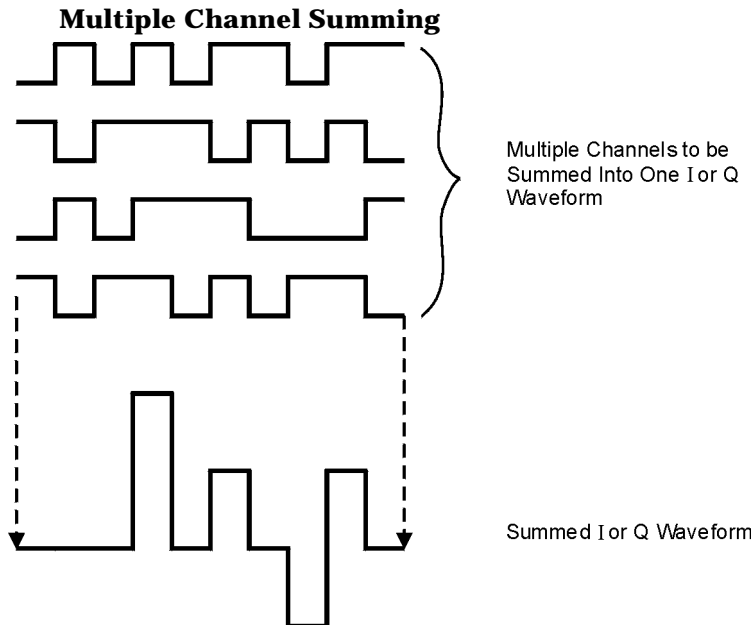 Multiple Channel Summing
Multiple Channels to be
Summed Into One I or Q
Waveform
Summed I or Q Waveform